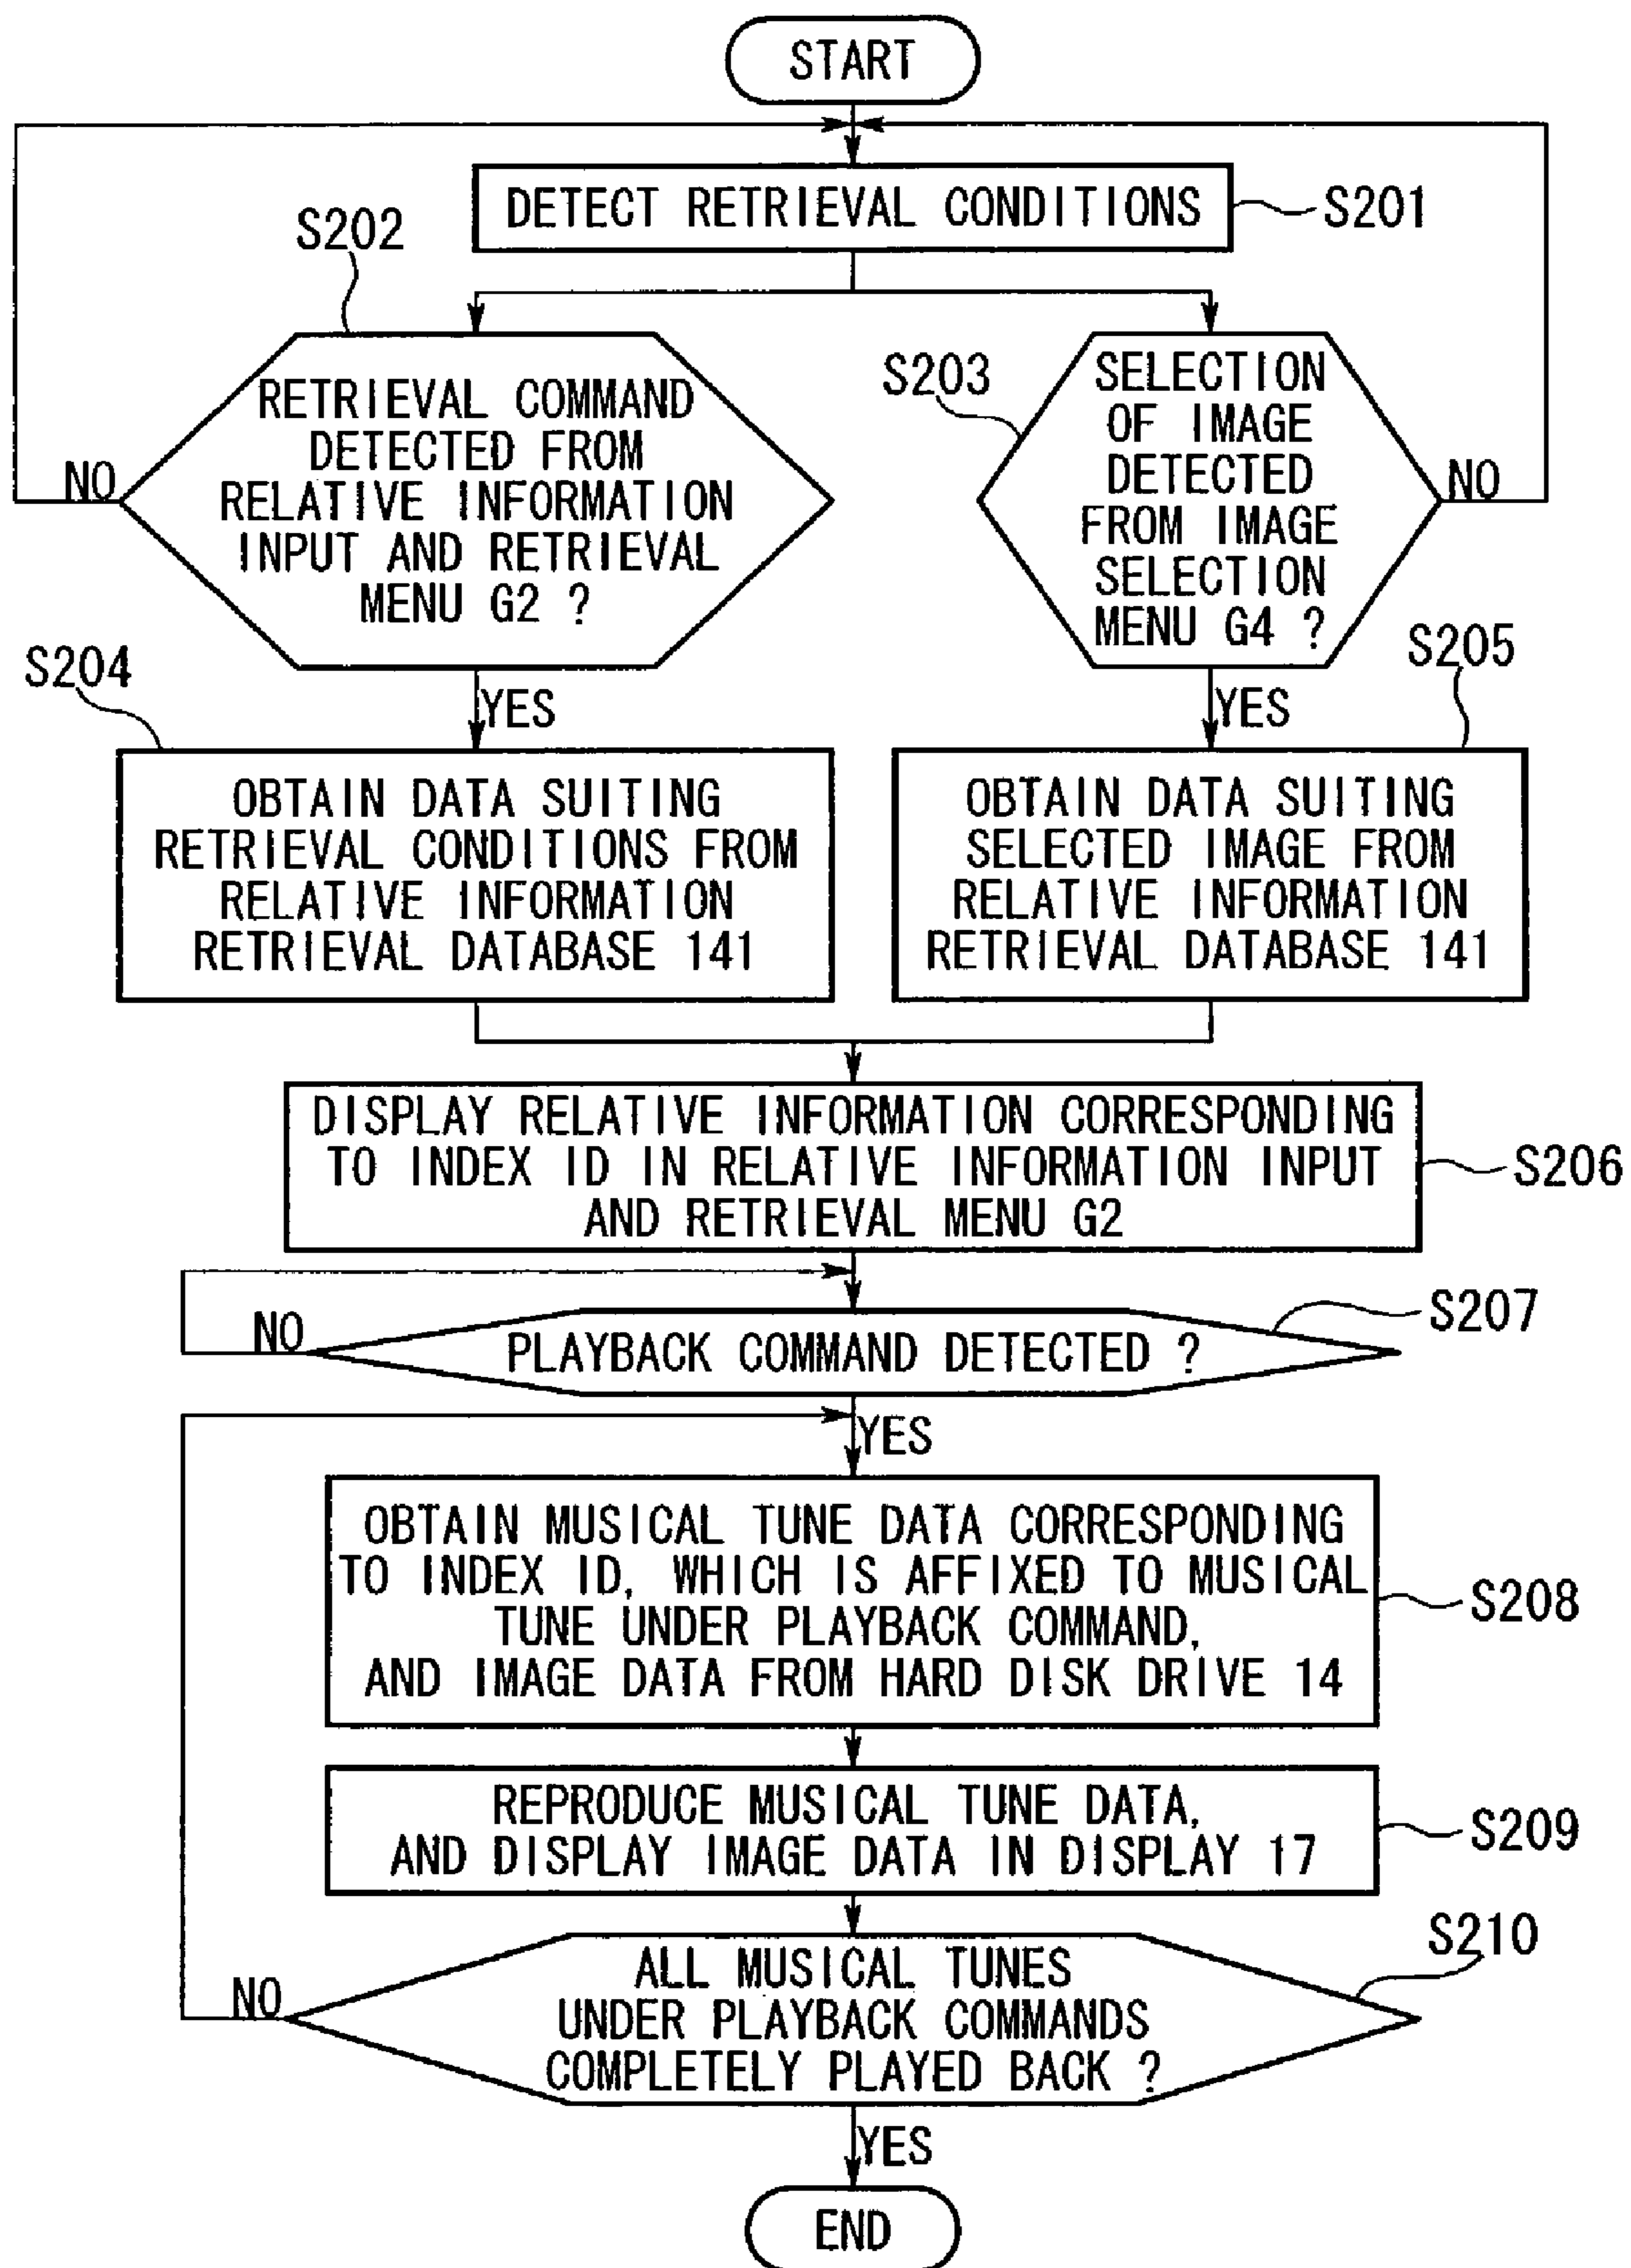 START
DETECT RETRIEVAL CONDITIONS
S201
S202
RETRIEVAL COMMAND
DETECTED FROM
RELATIVE INFORMATION
INPUT AND RETRIEVAL
MENU G2 ?
NO
S203
SELECTION
OF IMAGE
DETECTED
FROM IMAGE
SELECTION
MENU G4 ?
NO
S204
YES
OBTAIN DATA SUITING
RETRIEVAL CONDITIONS FROM
RELATIVE INFORMATION
RETRIEVAL DATABASE 141
S205
YES
OBTAIN DATA SUITING
SELECTED IMAGE FROM
RELATIVE INFORMATION
RETRIEVAL DATABASE 141
DISPLAY RELATIVE INFORMATION CORRESPONDING
TO INDEX ID IN RELATIVE INFORMATION INPUT
AND RETRIEVAL MENU G2
S206
NO
PLAYBACK COMMAND DETECTED ?
S207
YES
OBTAIN MUSICAL TUNE DATA CORRESPONDING
TO INDEX ID, WHICH IS AFFIXED TO MUSICAL
TUNE UNDER PLAYBACK COMMAND,
AND IMAGE DATA FROM HARD DISK DRIVE 14
S208
REPRODUCE MUSICAL TUNE DATA,
AND DISPLAY IMAGE DATA IN DISPLAY 17
S209
S210
NO
ALL MUSICAL TUNES
UNDER PLAYBACK COMMANDS
COMPLETELY PLAYED BACK ?
YES
END